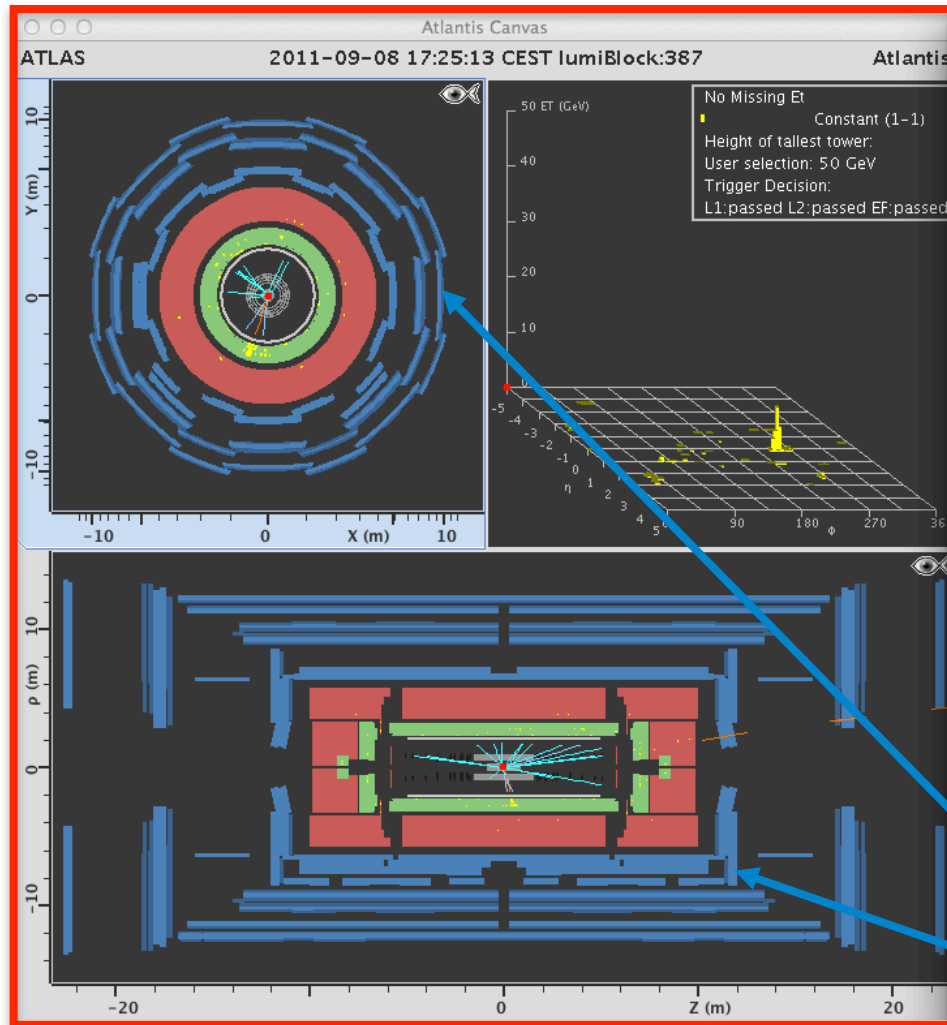 Atlantis Canvas
ATLAS 2011-09-08 17:25:13 CEST lumiBlock:387 Atlantis
10
Y (m)
0
-10
-10 0 X (m) 10
50 ET (GeV)
40
30
20
10
0
No Missing Et
Constant (1-1)
Height of tallest tower:
User selection: 50 GeV
Trigger Decision:
L1:passed L2:passed EF:passed
-5 -4 -3 -2 -1 0 1 2 3 4 5
η
0 90 180 270 36
Φ
10
ρ (m)
0
-10
-20 0 Z (m) 20